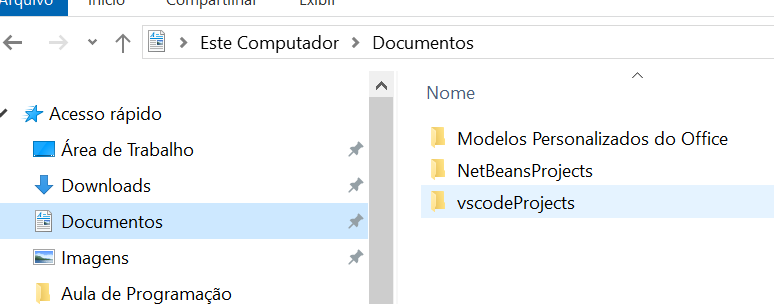 Arquivo Início Compartilhar Exibir
Este Computador Documentos
Nome
Acesso rápido
Área de Trabalho
Downloads
Documentos
Imagens
Aula de Programação
Modelos Personalizados do Office
NetBeansProjects
vscodeProjects